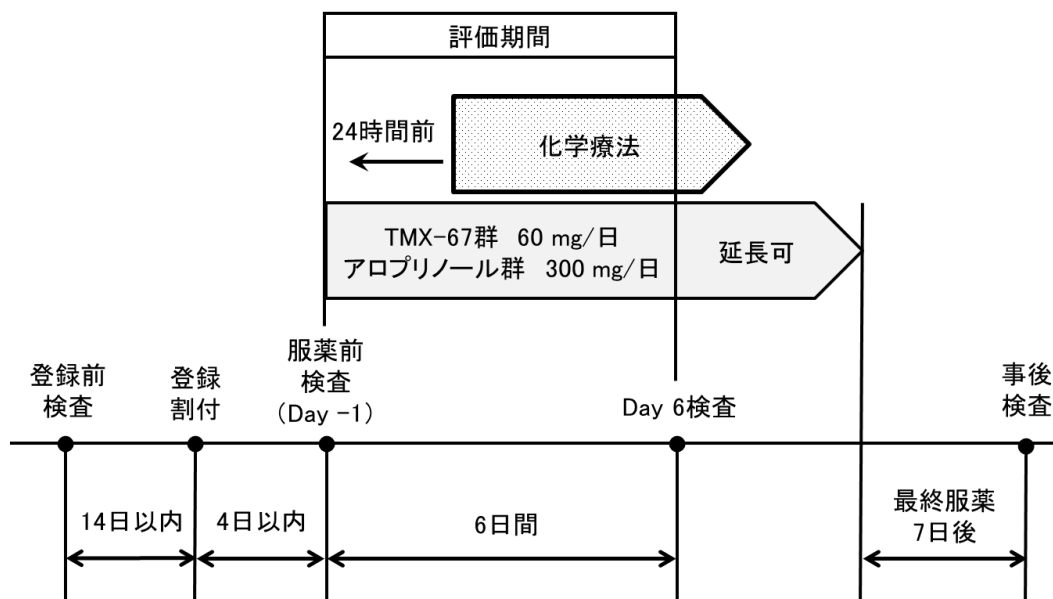 評価期間
24時間前
化学療法
TMX-67群 60 mg/日
アロプリノール群 300 mg/日
延長可
登録前
検査
登録
割付
服薬前
検査
(Day -1)
Day 6検査
事後
検査
14日以内
4日以内
6日間
最終服薬
7日後